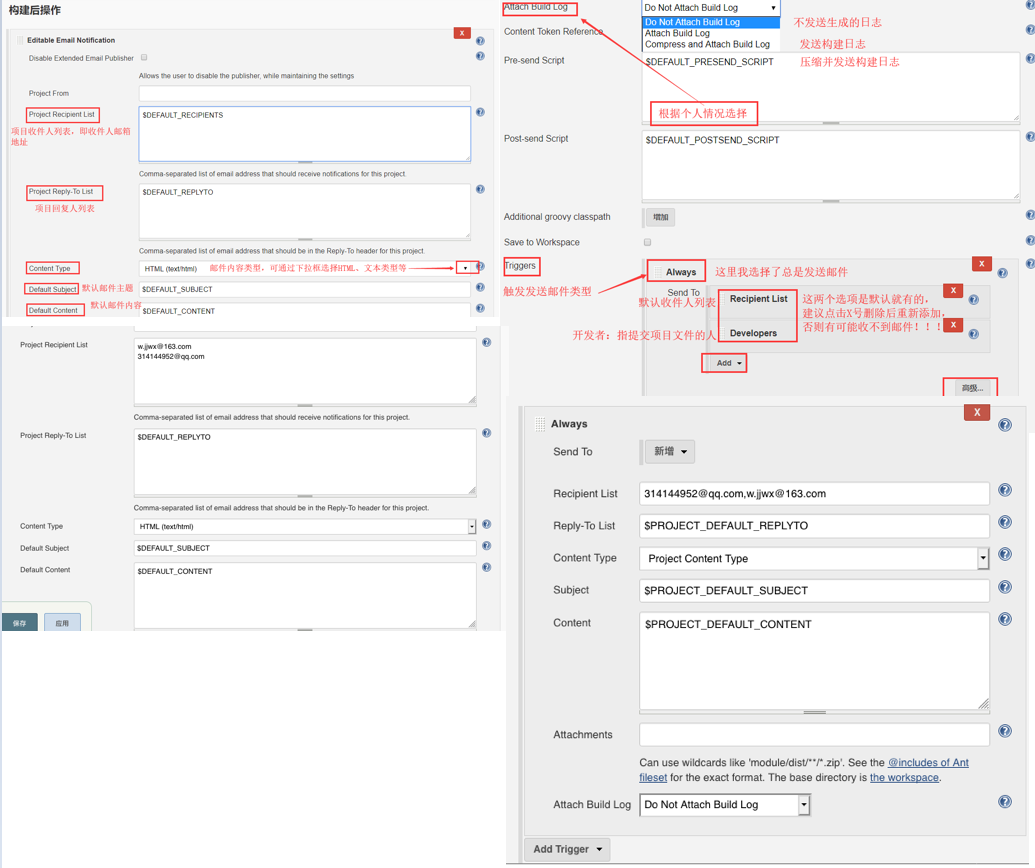 构建后操作
X
Editable Email Notification
Disable Extended Email Publisher
Allows the user to disable the publisher, while maintaining the settings
Project From
Project Recipient List
$DEFAULT_RECIPIENTS
项目收件人列表，即收件人邮箱
地址
Comma-separated list of email address that should receive notifications for this project.
Project Reply-To List
$DEFAULT_REPLYTO
项目回复人列表
Comma-separated list of email address that should be in the Reply-To header for this project.
Content Type
HTML (text/html)
邮件内容类型，可通过下拉框选择HTML、文本类型等
Default Subject
默认邮件主题
$DEFAULT_SUBJECT
Default Content
默认邮件内容
$DEFAULT_CONTENT
Project Recipient List
w.jjwx@163.com
314144952@qq.com
Comma-separated list of email address that should receive notifications for this project.
Project Reply-To List
$DEFAULT_REPLYTO
Comma-separated list of email address that should be in the Reply-To header for this project.
Content Type
HTML (text/html)
Default Subject
$DEFAULT_SUBJECT
Default Content
$DEFAULT_CONTENT
保存
应用
Attach Build Log
Do Not Attach Build Log
Do Not Attach Build Log
不发送生成的日志
Content Token Reference
Attach Build Log
发送构建日志
Compress and Attach Build Log
压缩并发送构建日志
Pre-send Script
$DEFAULT_PRESEND_SCRIPT
根据个人情况选择
Post-send Script
$DEFAULT_POSTSEND_SCRIPT
Additional groovy classpath
增加
Save to Workspace
Triggers
X
Always
这里我选择了总是发送邮件
触发发送邮件类型
Send To
默认收件人列表
Recipient List
X
这两个选项是默认就有的，
建议点击X号删除后重新添加，
否则有可能收不到邮件！！！
开发者：指提交项目文件的人
Developers
X
Add
高级...
X
Always
Send To
新增
Recipient List
314144952@qq.com,w.jjwx@163.com
Reply-To List
$PROJECT_DEFAULT_REPLYTO
Content Type
Project Content Type
Subject
$PROJECT_DEFAULT_SUBJECT
Content
$PROJECT_DEFAULT_CONTENT
Attachments
Can use wildcards like 'module/dist/**/*.zip'. See the @includes of Ant
fileset for the exact format. The base directory is the workspace.
Attach Build Log
Do Not Attach Build Log
Add Trigger